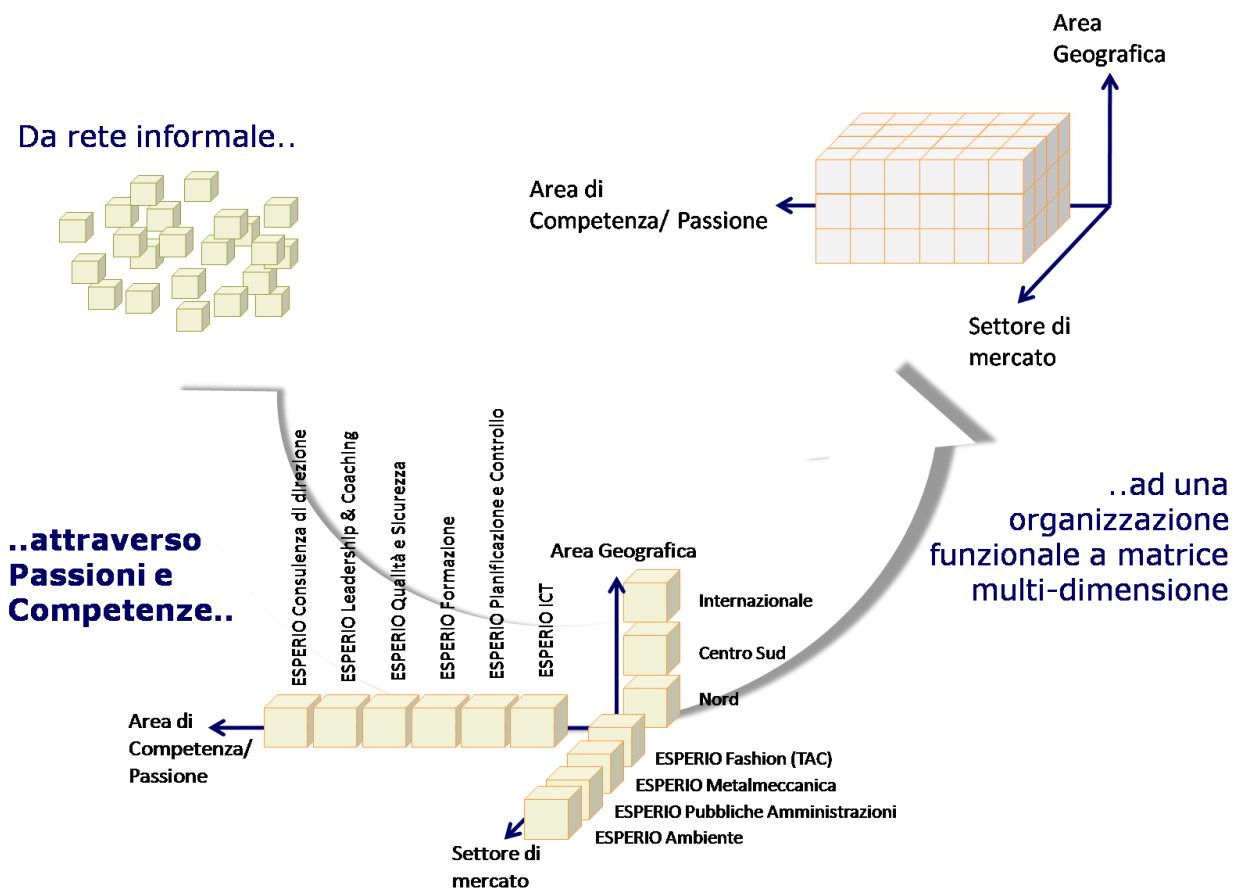 Da rete informale..
Area
Geografica
Area di
Competenza/ Passione
Settore di
mercato
..attraverso
Passioni e
Competenze..
ESPERIO Consulenza di direzione
ESPERIO Leadership & Coaching
ESPERIO Qualità e Sicurezza
ESPERIO Formazione
ESPERIO Planificazione e Controllo
ESPERIO ICT
Area Geografica
Internazionale
Centro Sud
Nord
Area di
Competenza/
Passione
ESPERIO Fashion (TAC)
ESPERIO Metalmeccanica
ESPERIO Pubbliche Amministrazioni
ESPERIO Ambiente
Settore di
mercato
..ad una
organizzazione
funzionale a matrice
multi-dimensione